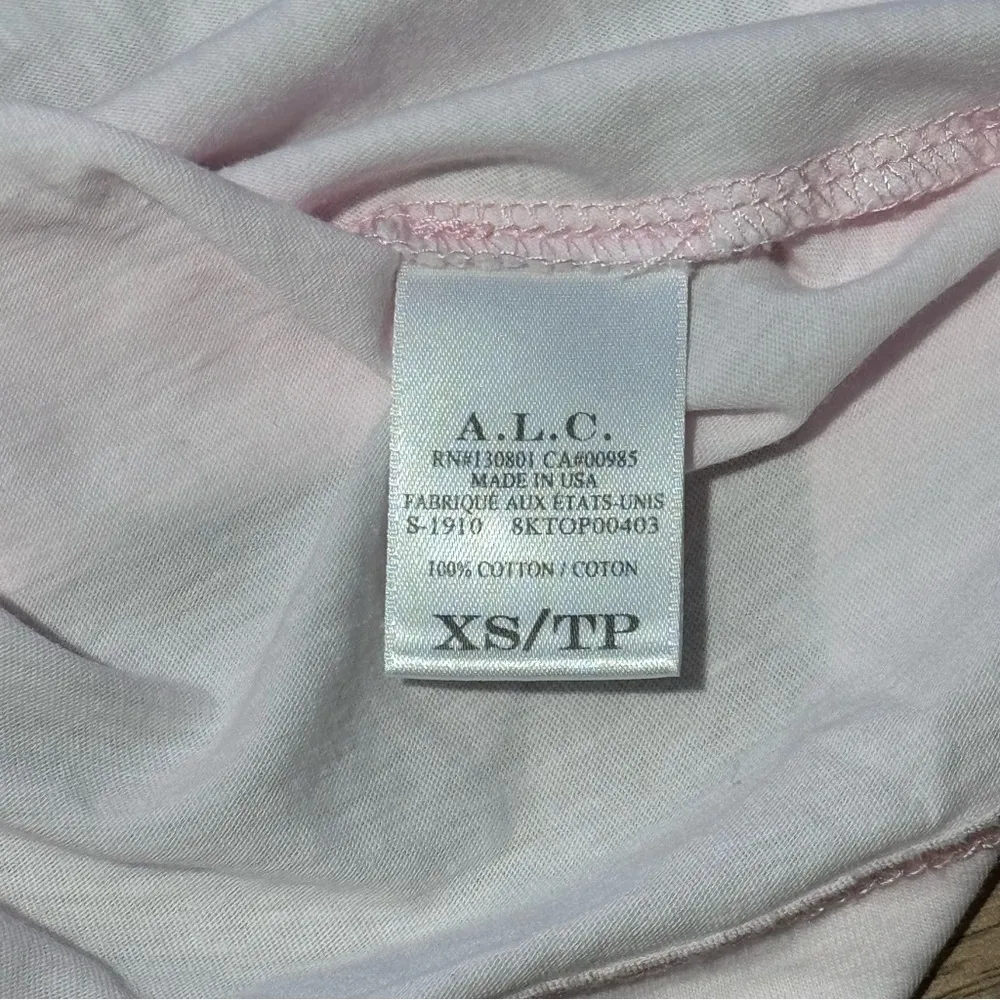 A.L.C.
RN#130801 CA#00985
MADE IN USA
FABRIQUÉ AUX ÉTATS-UNIS
S-1910 8KTOP00403
100% COTTON / COTON
XS/TP